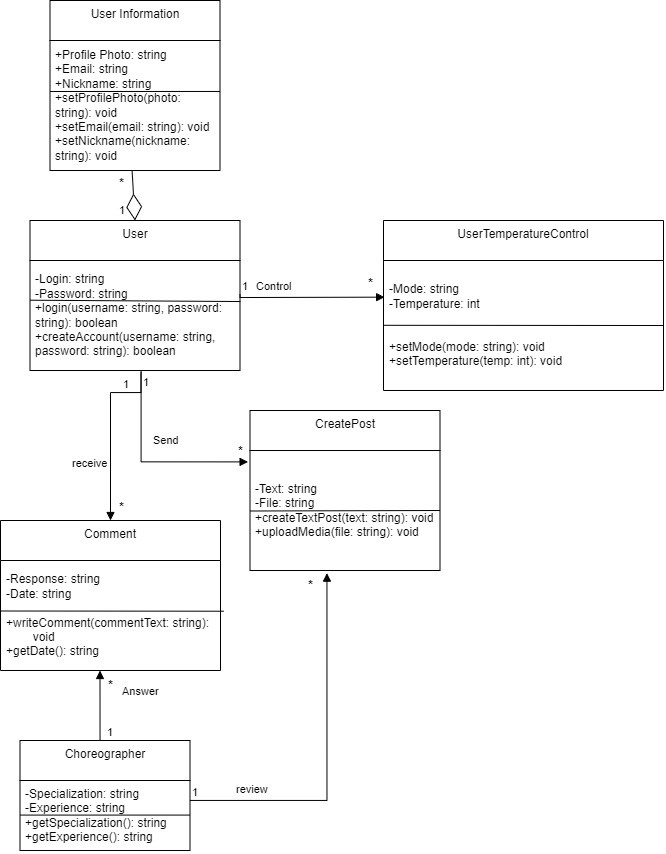 User Information
+Profile Photo: string
+Email: string
+Nickname: string
+setProfilePhoto(photo:
string): void
+setEmail(email: string): void
+setNickname(nickname:
string): void
*
1
User
-Login: string
-Password: string
+login(username: string, password:
string): boolean
+createAccount(username: string,
password: string): boolean
1 Control *
UserTemperatureControl
-Mode: string
-Temperature: int
+setMode(mode: string): void
+setTemperature(temp: int): void
1 1
Send *
receive
*
CreatePost
-Text: string
-File: string
+createTextPost(text: string): void
+uploadMedia(file: string): void
*
Comment
-Response: string
-Date: string
+writeComment(commentText: string):
void
+getDate(): string
* Answer
1
Choreographer
-Specialization: string
-Experience: string
+getSpecialization(): string
+getExperience(): string
1 review